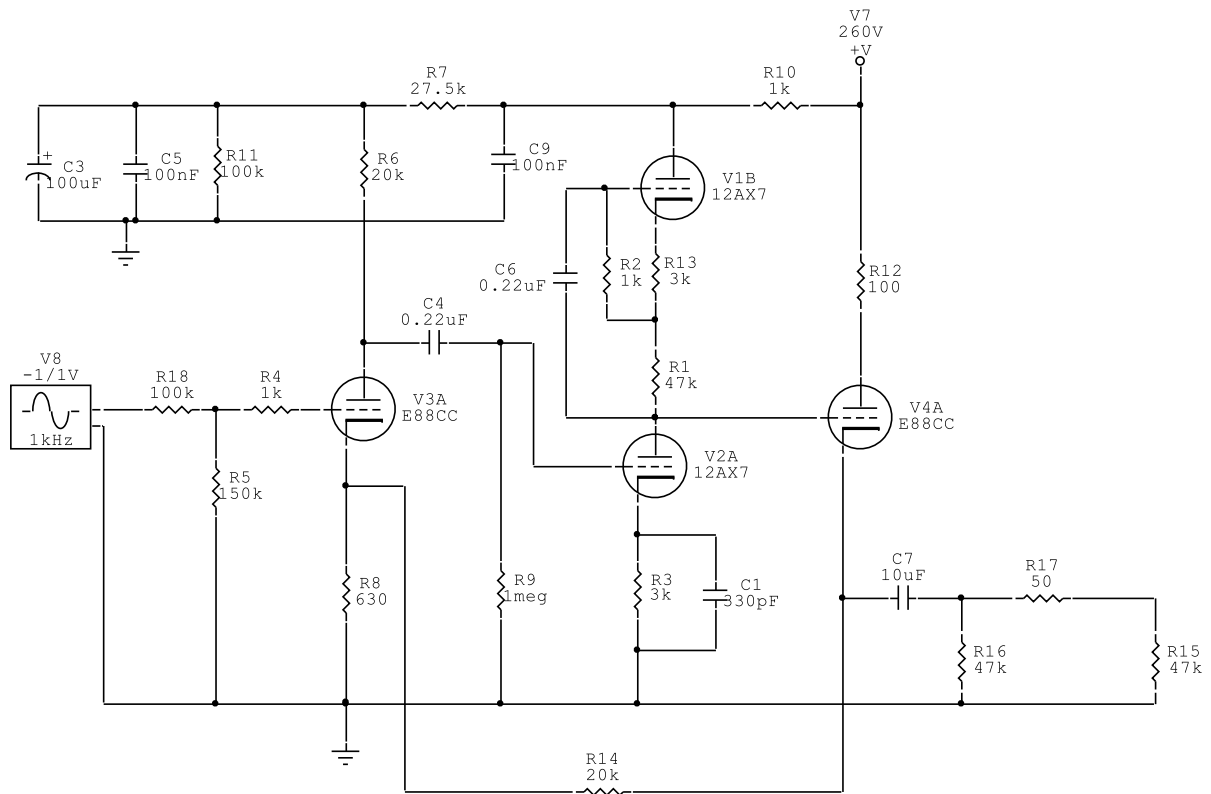 V7
260V
+V
R7
27.5k
R10
1k
+
C3
100uF
C5
100nF
R11
100k
R6
20k
C9
100nF
V1B
12AX7
C6
0.22uF
R2
1k
R13
3k
R12
100
C4
0.22uF
V8
-1/1V
1kHz
R18
100k
R4
1k
V3A
E88CC
R1
47k
V4A
E88CC
V2A
12AX7
R5
150k
R8
630
R9
1meg
R3
3k
C1
330pF
C7
10uF
R17
50
R16
47k
R15
47k
R14
20k